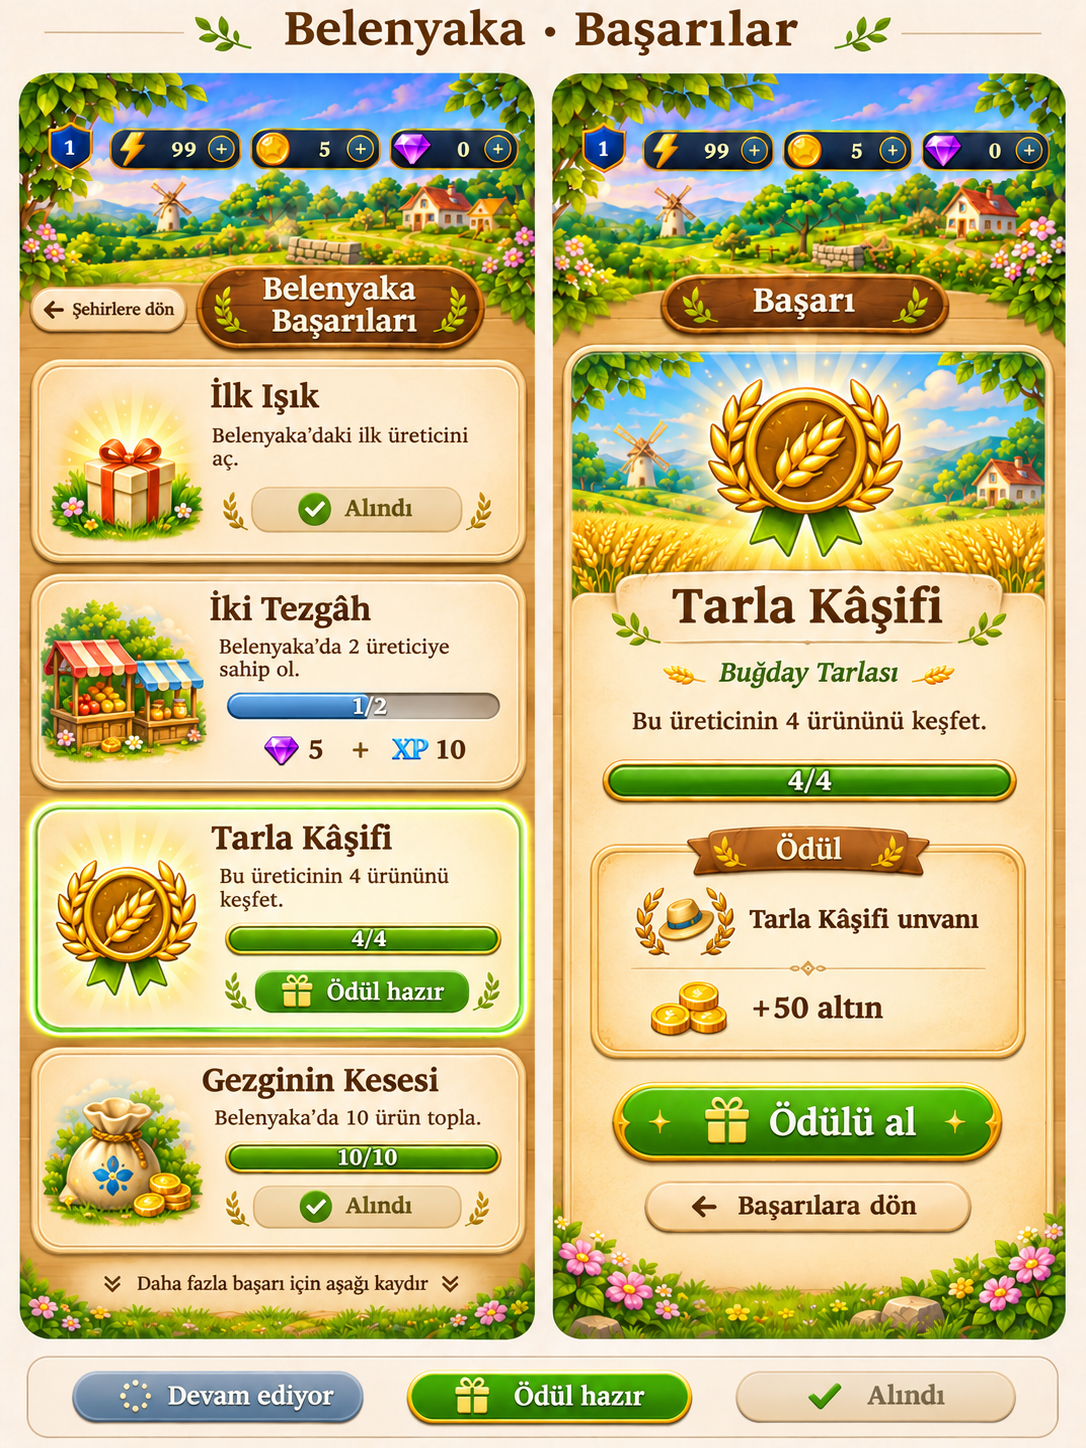 Belenyaka • Başarılar
1
99
5
0
Şehirlere dön
Belenyaka
Başarıları
İlk Işık
Belenyaka’daki ilk üreticini
aç.
Alındı
İki Tezgâh
Belenyaka’da 2 üreticiye
sahip ol.
1/2
5 + XP 10
Tarla Kâşifi
Bu üreticinin 4 ürününü
keşfet.
4/4
Ödül hazır
Gezginin Kesesi
Belenyaka’da 10 ürün topla.
10/10
Alındı
Daha fazla başarı için aşağı kaydır
1
99
5
0
Başarı
Tarla Kâşifi
Buğday Tarlası
Bu üreticinin 4 ürününü keşfet.
4/4
Ödül
Tarla Kâşifi unvanı
+50 altın
Ödülü al
Başarılara dön
Devam ediyor
Ödül hazır
Alındı